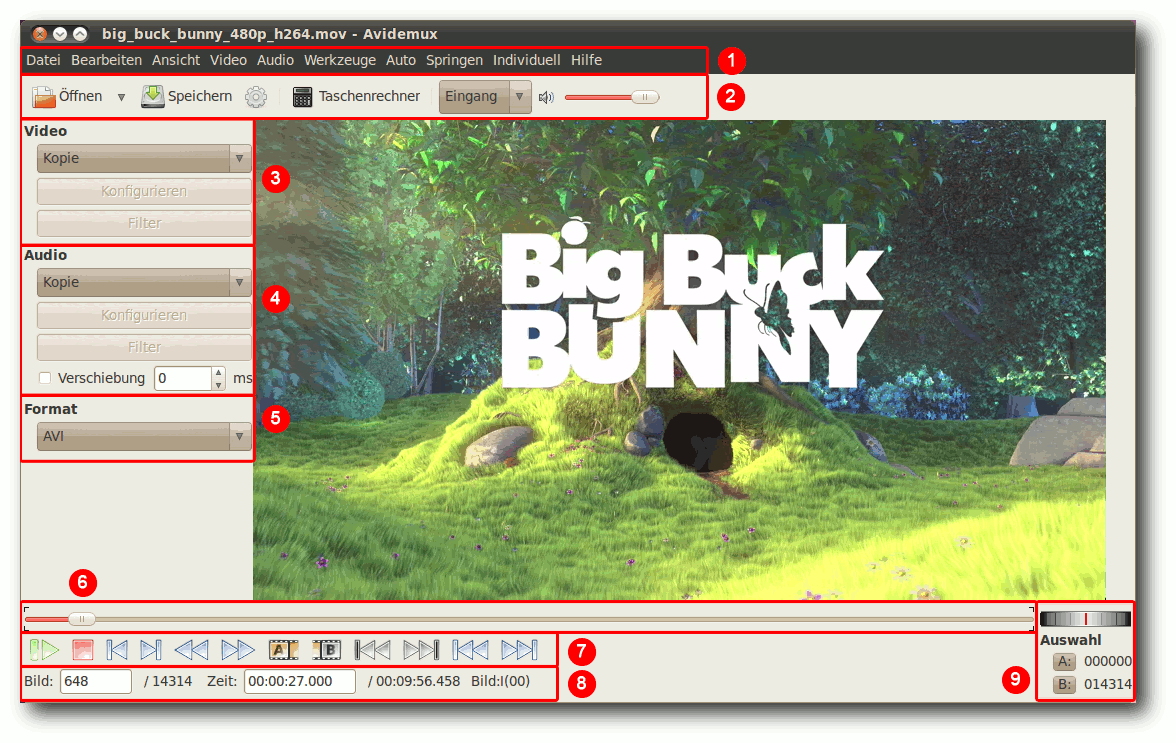 big_buck_bunny_480p_h264.mov - Avidemux
Datei Bearbeiten Ansicht Video Audio Werkzeuge Auto Springen Individuell Hilfe
1
Öffnen Speichern Taschenrechner Eingang
2
Video
Kopie
Konfigurieren
Filter
3
Audio
Kopie
Konfigurieren
Filter
Verschiebung 0 ms
4
Format
AVI
5
Big Buck
BUNNY
6
A B
7
Bild: 648 / 14314 Zeit: 00:00:27.000 / 00:09:56.458 Bild:I(00)
8
Auswahl
A: 000000
B: 014314
9